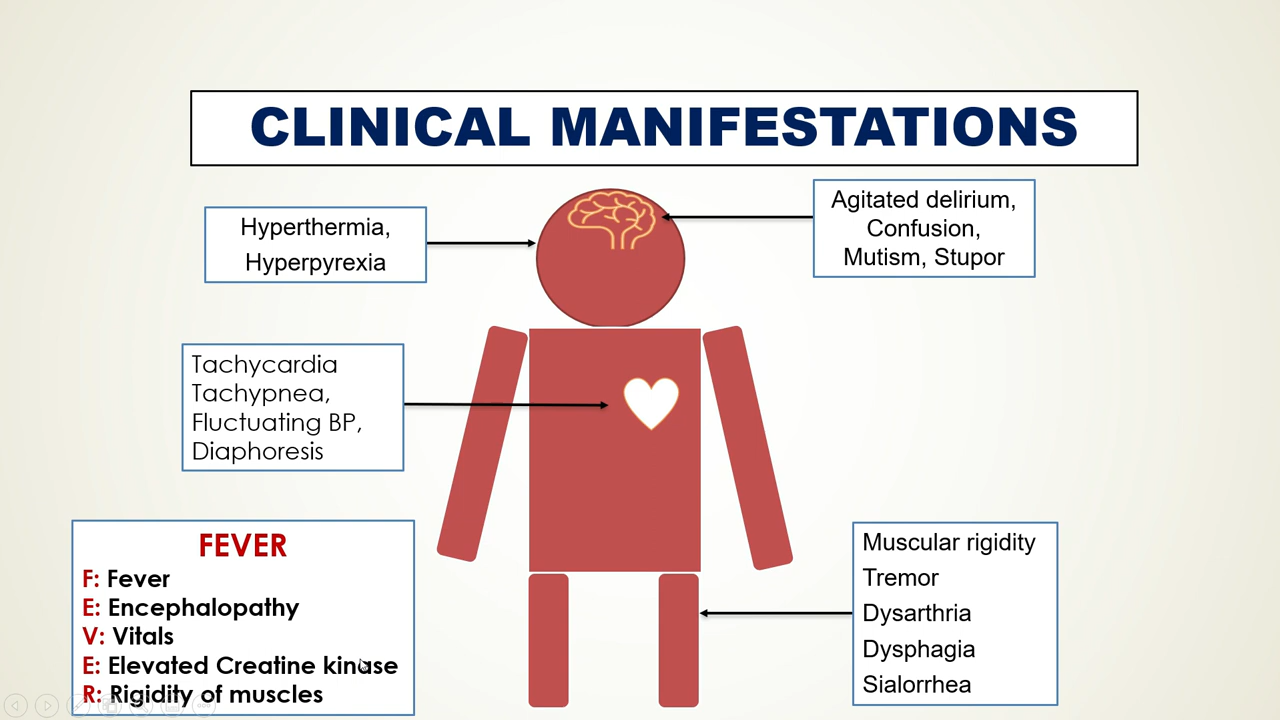 CLINICAL MANIFESTATIONS
Hyperthermia,
Hyperpyrexia
Agitated delirium,
Confusion,
Mutism, Stupor
Tachycardia
Tachypnea,
Fluctuating BP,
Diaphoresis
FEVER
F: Fever
E: Encephalopathy
V: Vitals
E: Elevated Creatine kinase
R: Rigidity of muscles
Muscular rigidity
Tremor
Dysarthria
Dysphagia
Sialorrhea